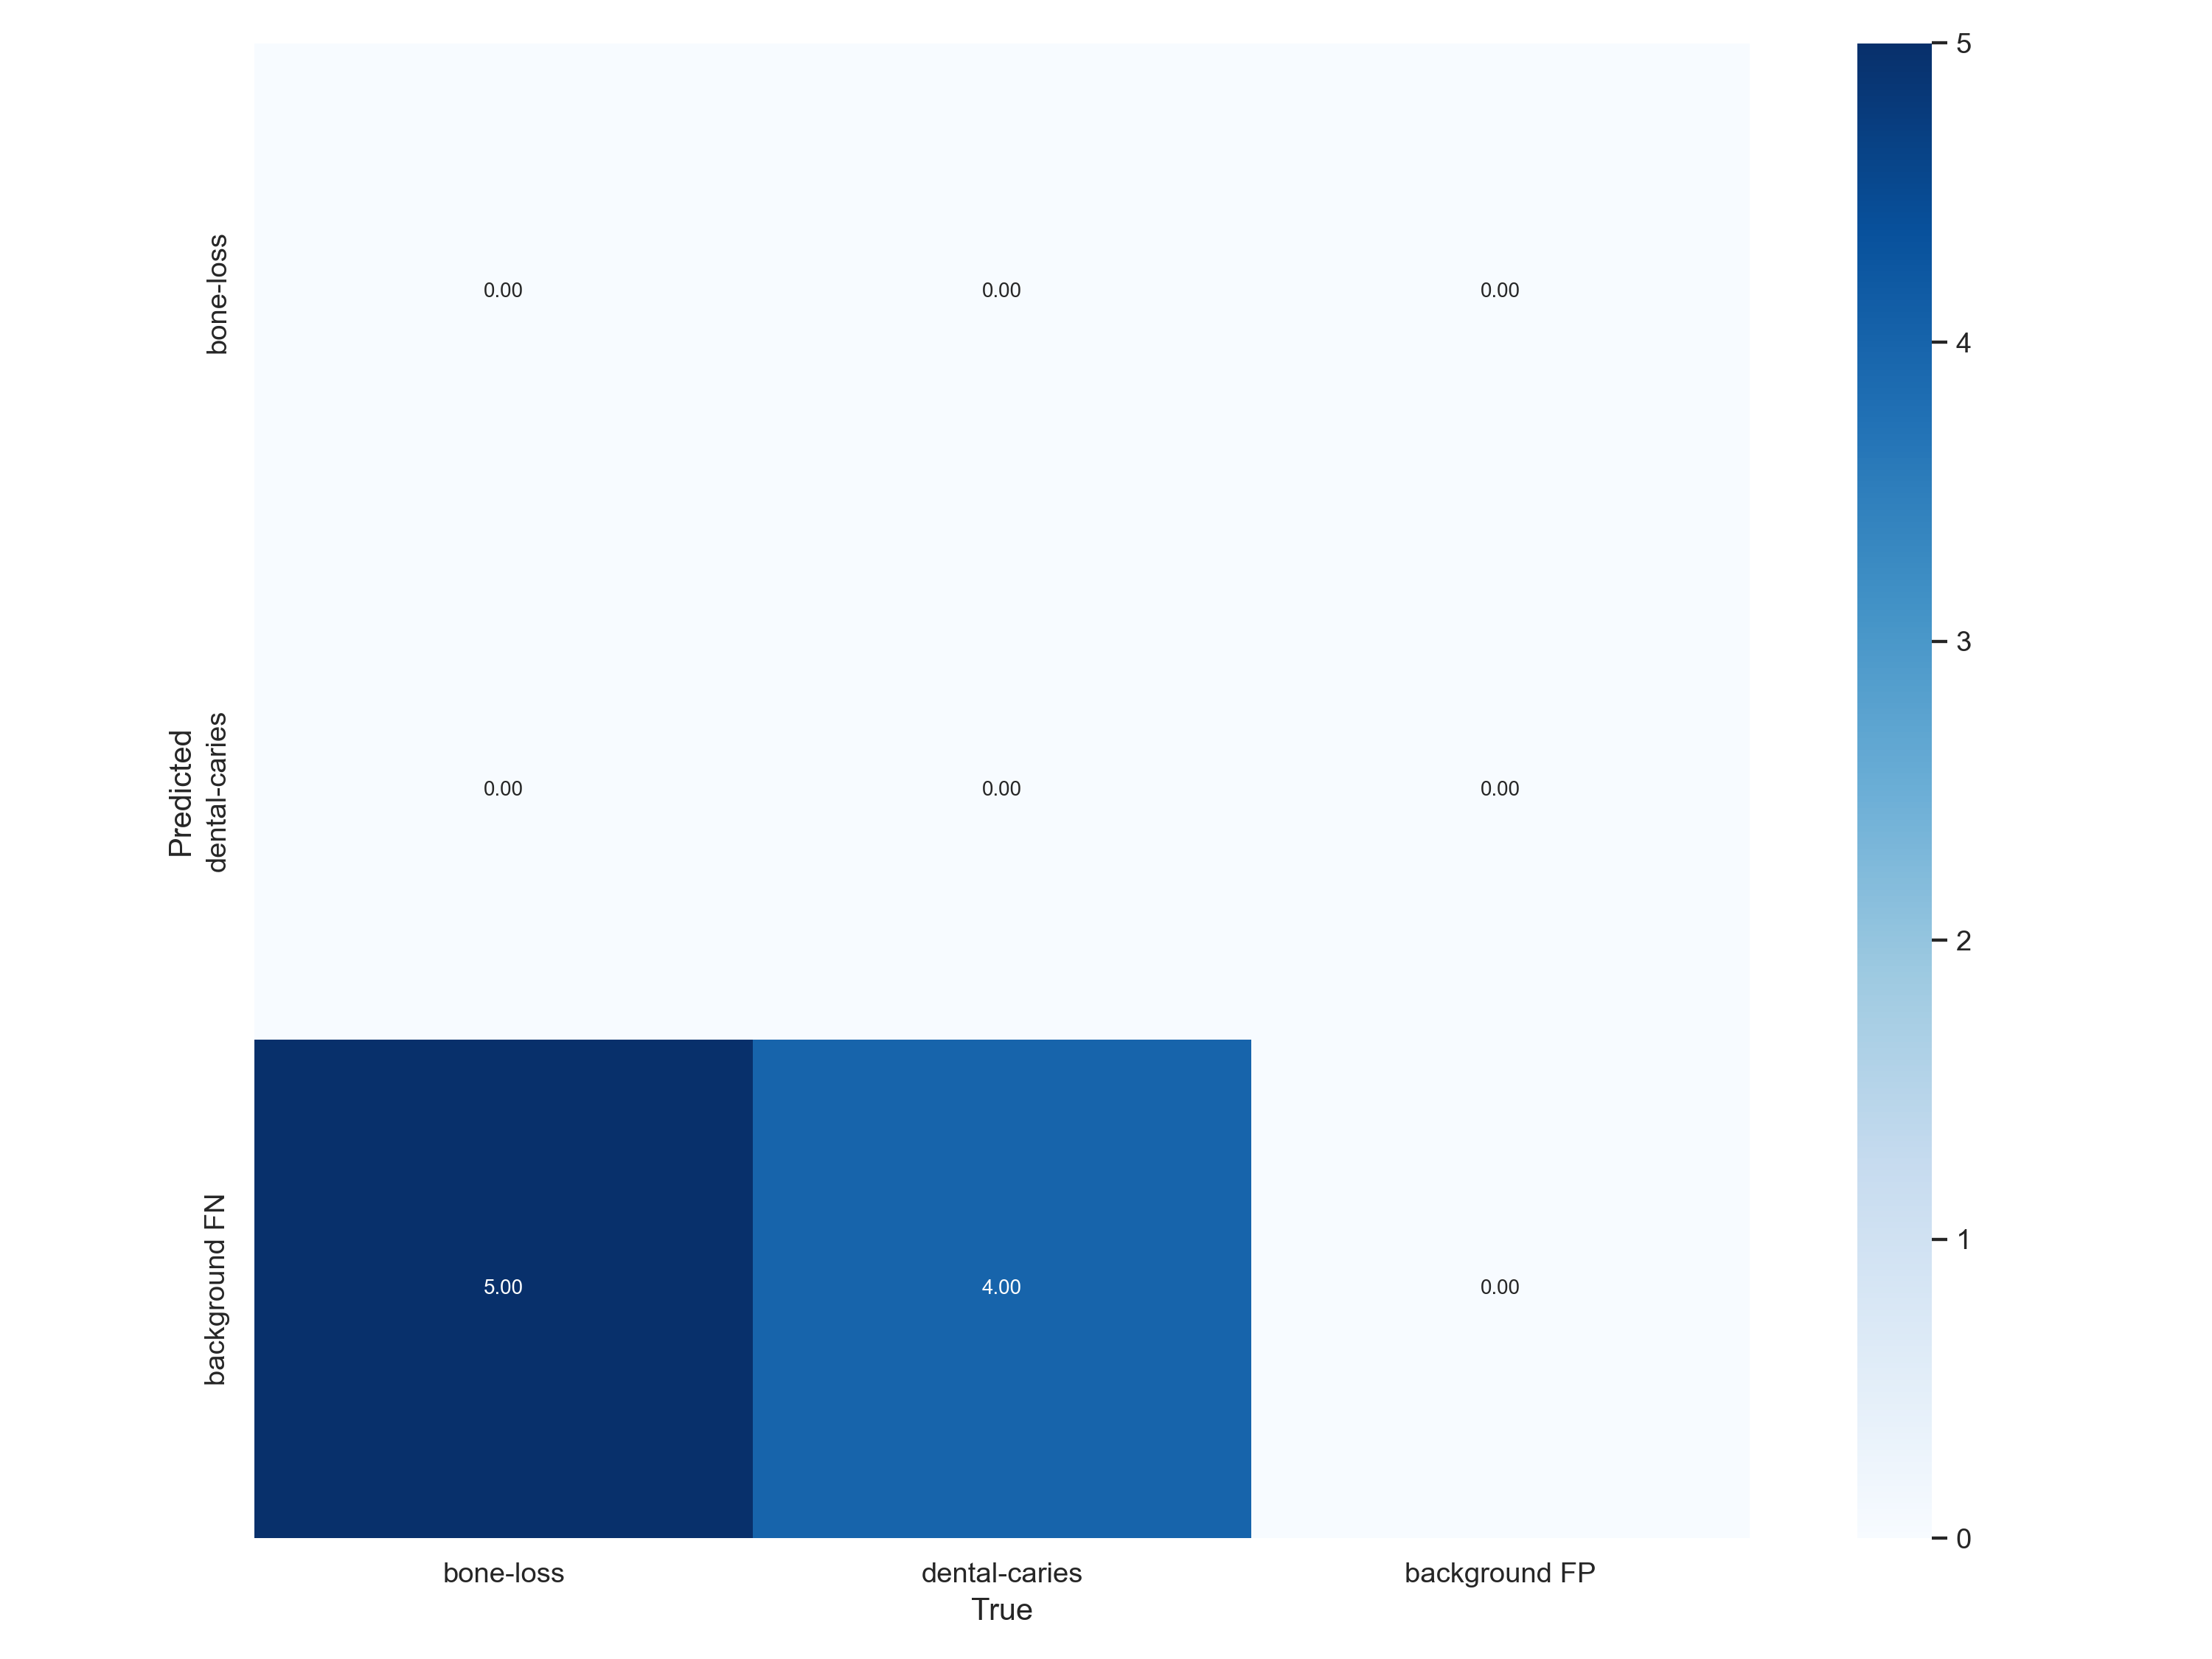 bone-loss
0.00 0.00 0.00
Predicted
dental-caries
0.00 0.00 0.00
background FN
5.00 4.00 0.00
bone-loss dental-caries background FP
True
5
4
3
2
1
0